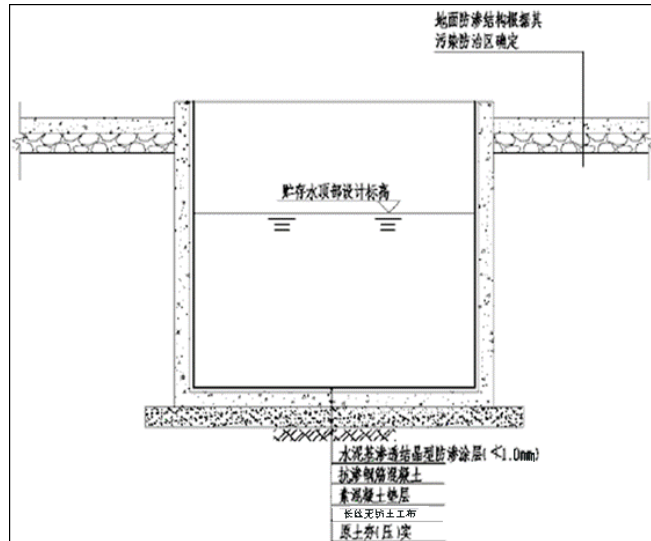 地面防渗结构根据其
污染防治区确定
贮存水顶部设计标高
水泥基渗透结晶型防渗涂层(≮1.0mm)
抗渗钢筋混凝土
素混凝土垫层
长丝无纺土工布
原土夯(压)实